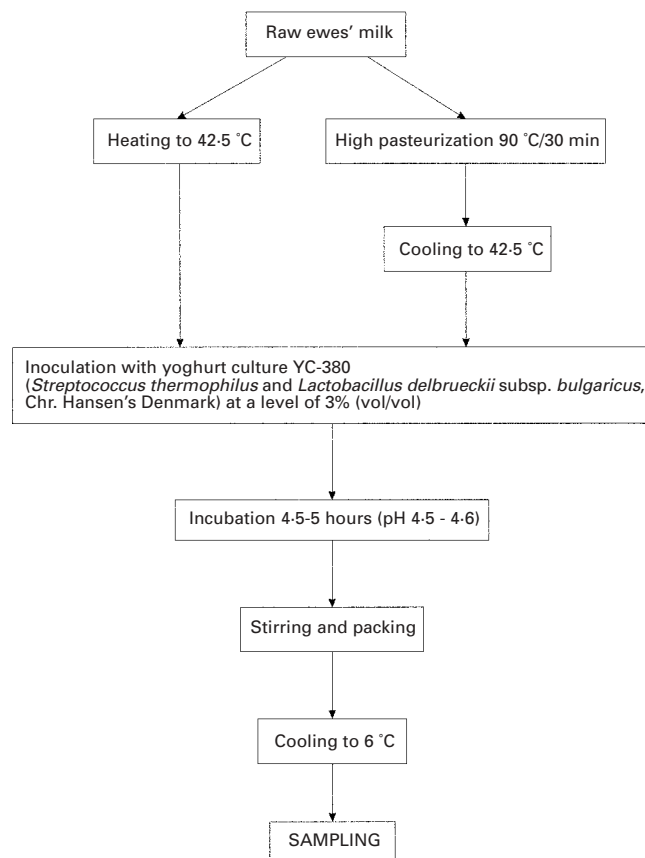 Raw ewes’ milk
Heating to 42·5 ˚C
High pasteurization 90 ˚C/30 min
Cooling to 42·5 ˚C
Inoculation with yoghurt culture YC-380
(Streptococcus thermophilus and Lactobacillus delbrueckii subsp. bulgaricus,
Chr. Hansen’s Denmark) at a level of 3% (vol/vol)
Incubation 4·5-5 hours (pH 4·5 - 4·6)
Stirring and packing
Cooling to 6 ˚C
SAMPLING